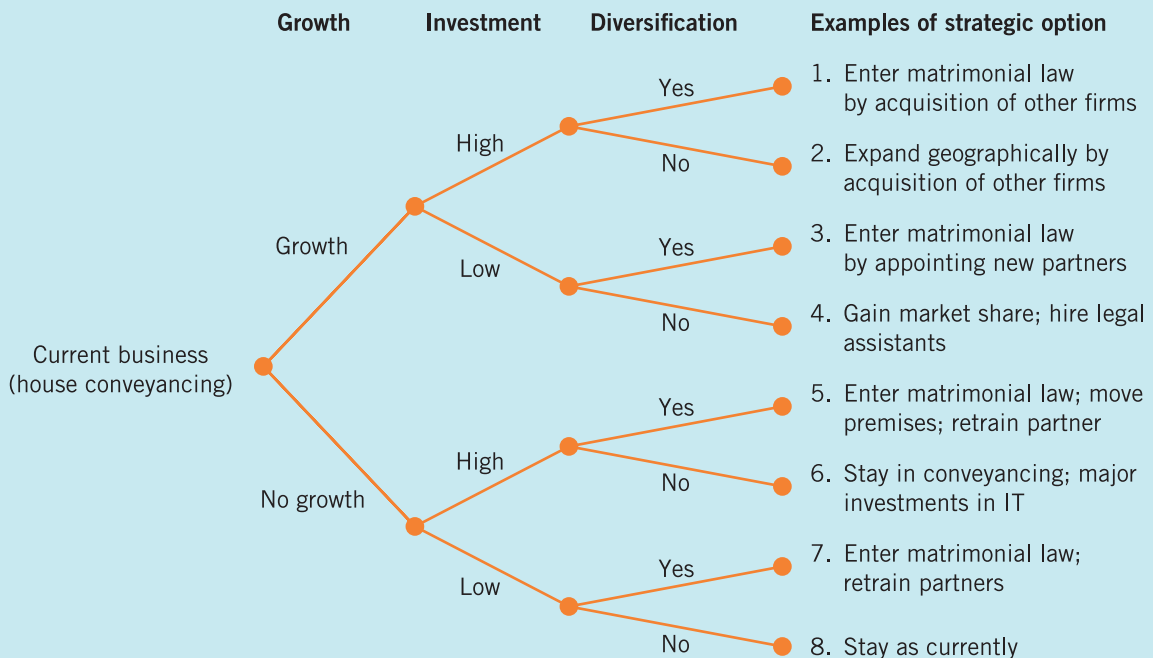 Growth Investment Diversification Examples of strategic option
Yes
1. Enter matrimonial law
by acquisition of other firms
High
No
2. Expand geographically by
acquisition of other firms
Growth
Yes
3. Enter matrimonial law
by appointing new partners
Low
No
4. Gain market share; hire legal
assistants
Current business
(house conveyancing)
Yes
5. Enter matrimonial law; move
premises; retrain partner
High
No growth
No
6. Stay in conveyancing; major
investments in IT
Yes
7. Enter matrimonial law;
retrain partners
Low
No
8. Stay as currently